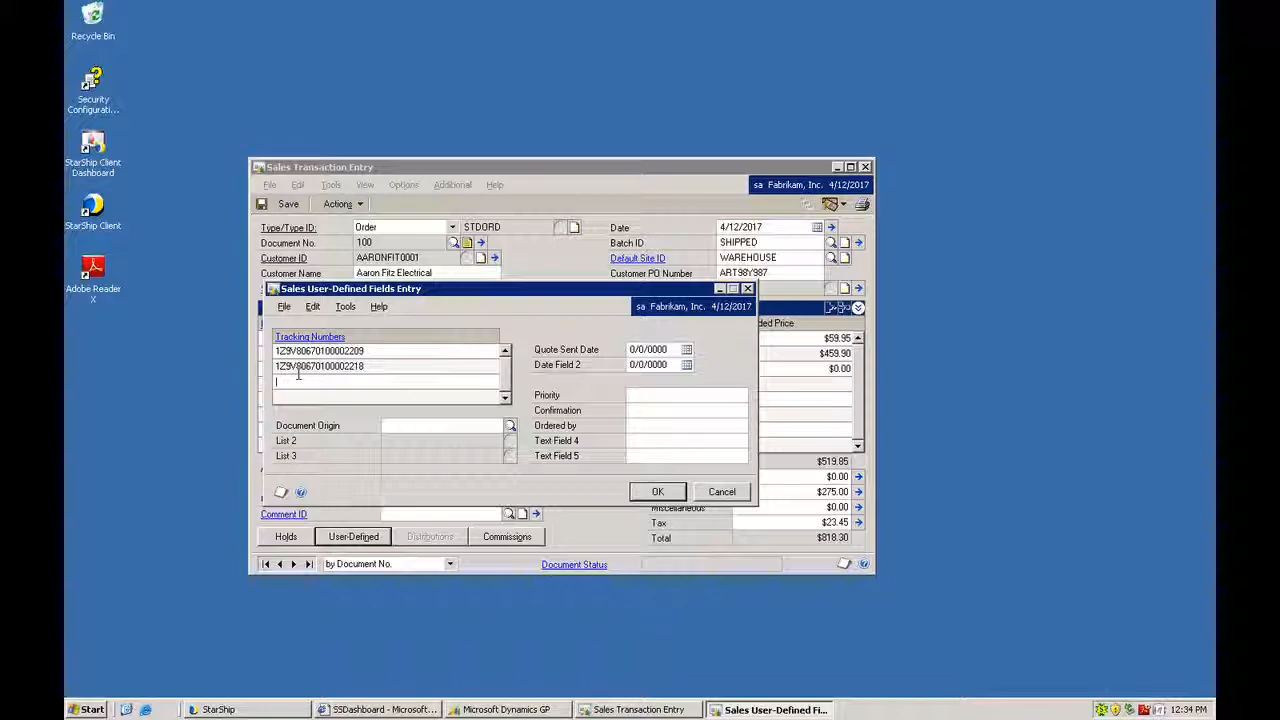 Recycle Bin
Security
Configurati...
StarShip Client
Dashboard
StarShip Client
Adobe Reader
X
Sales Transaction Entry
File Edit Tools View Options Additional Help
sa Fabrikam, Inc. 4/12/2017
Save Actions
Type/Type ID: Order STDORD Date 4/12/2017
Document No. 100 Batch ID SHIPPED
Customer ID AARONFIT0001 Default Site ID WAREHOUSE
Customer Name Aaron Fitz Electrical Customer PO Number ART98Y987
Sales User-Defined Fields Entry
File Edit Tools Help
sa Fabrikam, Inc. 4/12/2017
Tracking Numbers
1Z9V80670100002209
1Z9V80670100002218
Quote Sent Date 0/0/0000
Date Field 2 0/0/0000
Priority
Confirmation
Document Origin Ordered by
List 2 Text Field 4
List 3 Text Field 5
OK Cancel
ded Price
$59.95
$459.90
$0.00
$519.85
$0.00
$275.00
Miscellaneous $0.00
Tax $23.45
Total $818.30
Comment ID
Holds User-Defined Distributions Commissions
by Document No. Document Status
Start StarShip SSDashboard - Microsoft... Microsoft Dynamics GP Sales Transaction Entry Sales User-Defined Fi... 12:34 PM